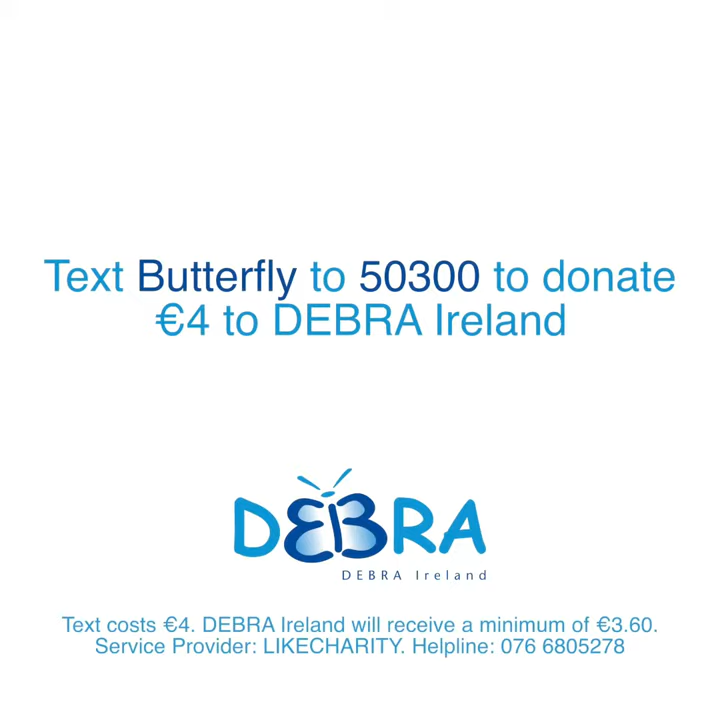 Text Butterfly to 50300 to donate
€4 to DEBRA Ireland
DEBRA
DEBRA Ireland
Text costs €4. DEBRA Ireland will receive a minimum of €3.60.
Service Provider: LIKECHARITY. Helpline: 076 6805278